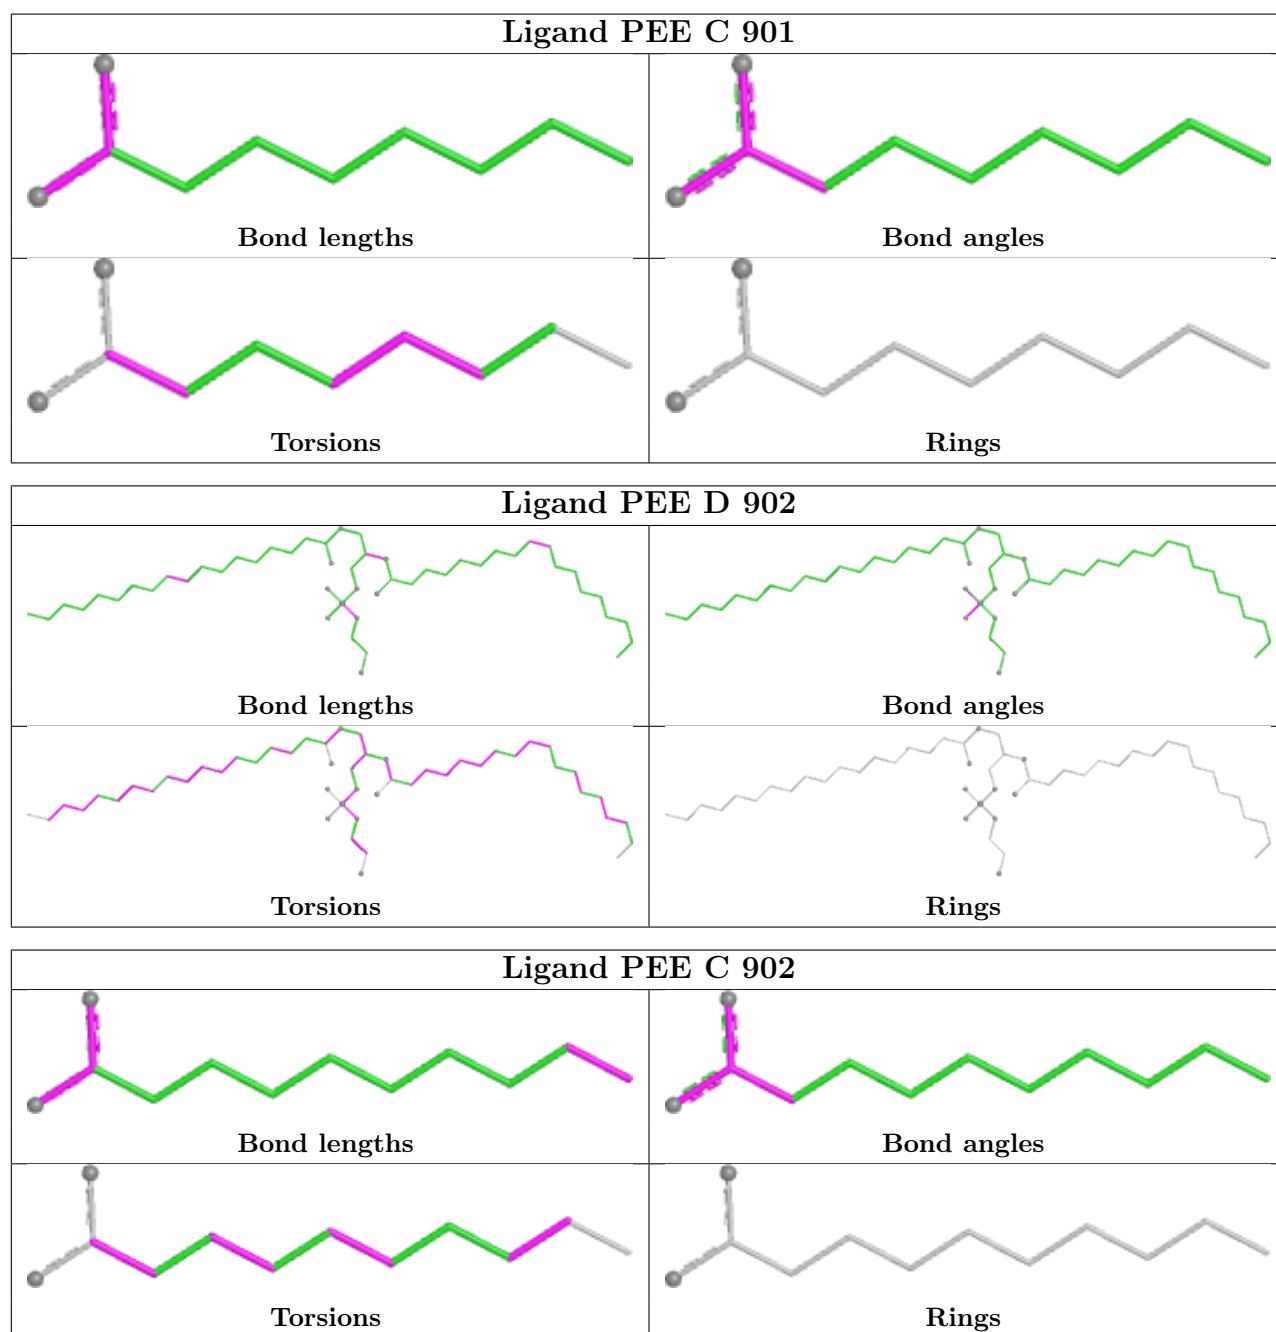 Ligand PEE C 901
Bond lengths
Bond angles
Torsions
Rings
Ligand PEE D 902
Bond lengths
Bond angles
Torsions
Rings
Ligand PEE C 902
Bond lengths
Bond angles
Torsions
Rings